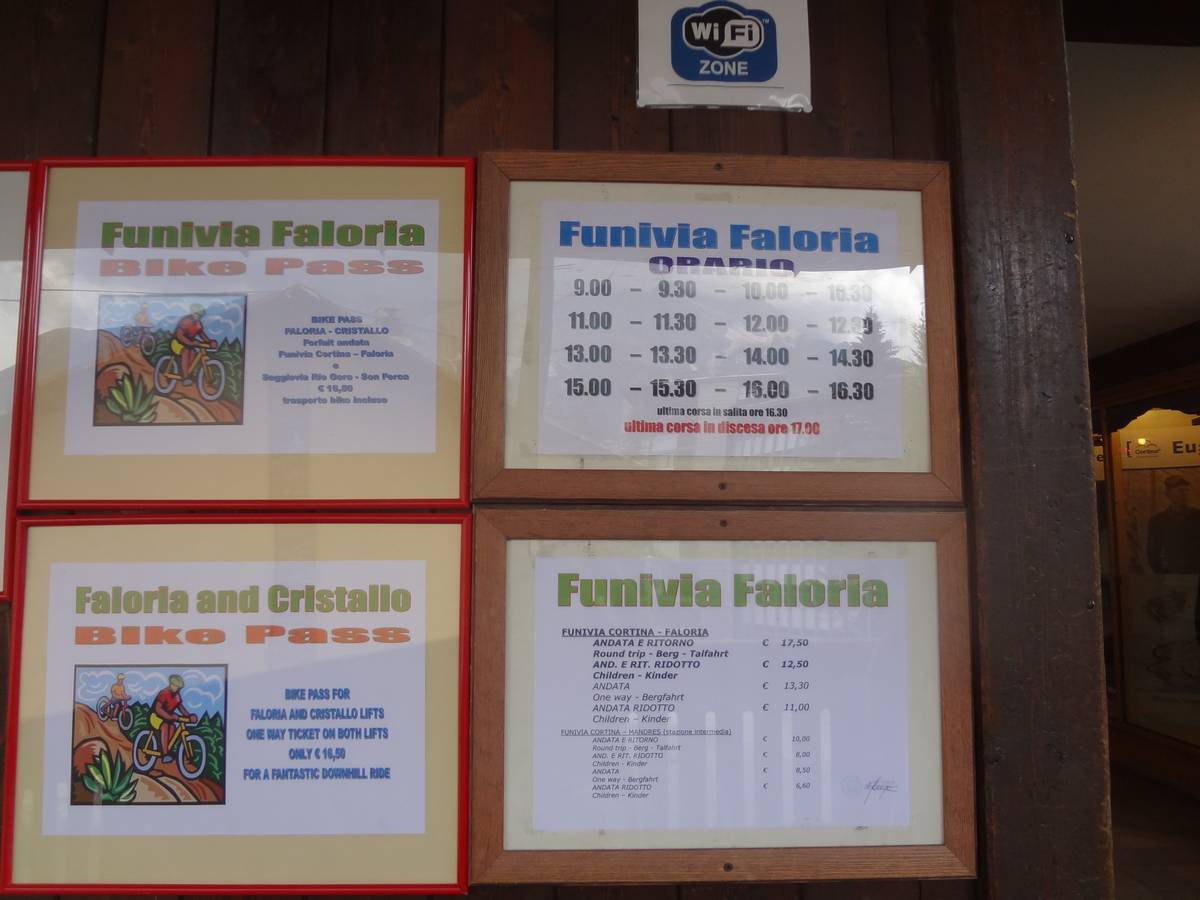 WiFi TM
ZONE
Funivia Faloria
Bike Pass
BIKE PASS
FALORIA - CRISTALLO
Forfait andata
Funivia Cortina – Faloria
e
Seggiovia Rio Gere - Son Forca
€ 16,50
trasporto bike incluso
Funivia Faloria
ORARIO
9.00 – 9.30 – 10.00 – 10.30
11.00 – 11.30 – 12.00 – 12.30
13.00 – 13.30 – 14.00 – 14.30
15.00 – 15.30 – 16.00 – 16.30
ultima corsa in salita ore 16.30
ultima corsa in discesa ore 17.00
Faloria and Cristallo
Bike Pass
BIKE PASS FOR
FALORIA AND CRISTALLO LIFTS
ONE WAY TICKET ON BOTH LIFTS
ONLY € 16,50
FOR A FANTASTIC DOWNHILL RIDE
Funivia Faloria
FUNIVIA CORTINA - FALORIA
ANDATA E RITORNO € 17,50
Round trip - Berg - Talfahrt
AND. E RIT. RIDOTTO € 12,50
Children - Kinder
ANDATA € 13,30
One way - Bergfahrt
ANDATA RIDOTTO € 11,00
Children – Kinder
FUNIVIA CORTINA – MANDRES (stazione intermedia)
ANDATA E RITORNO € 10,00
Round trip - Berg - Talfahrt
AND. E RIT. RIDOTTO € 8,00
Children - Kinder
ANDATA € 8,50
One way - Bergfahrt
ANDATA RIDOTTO € 6,60
Children – Kinder
Cortina